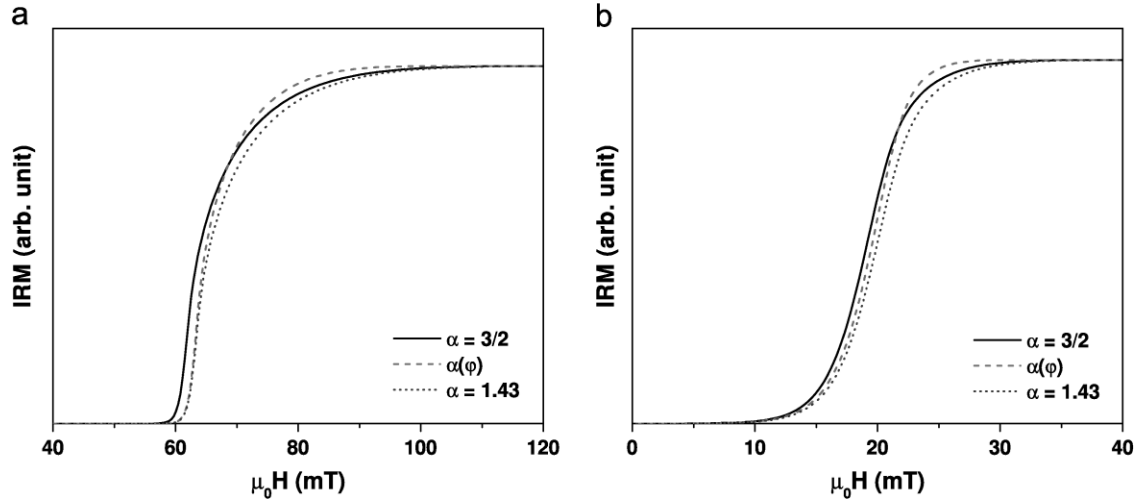 a
IRM (arb. unit)
α = 3/2
α(φ)
α = 1.43
40 60 80 100 120
μ₀H (mT)
b
IRM (arb. unit)
α = 3/2
α(φ)
α = 1.43
0 10 20 30 40
μ₀H (mT)